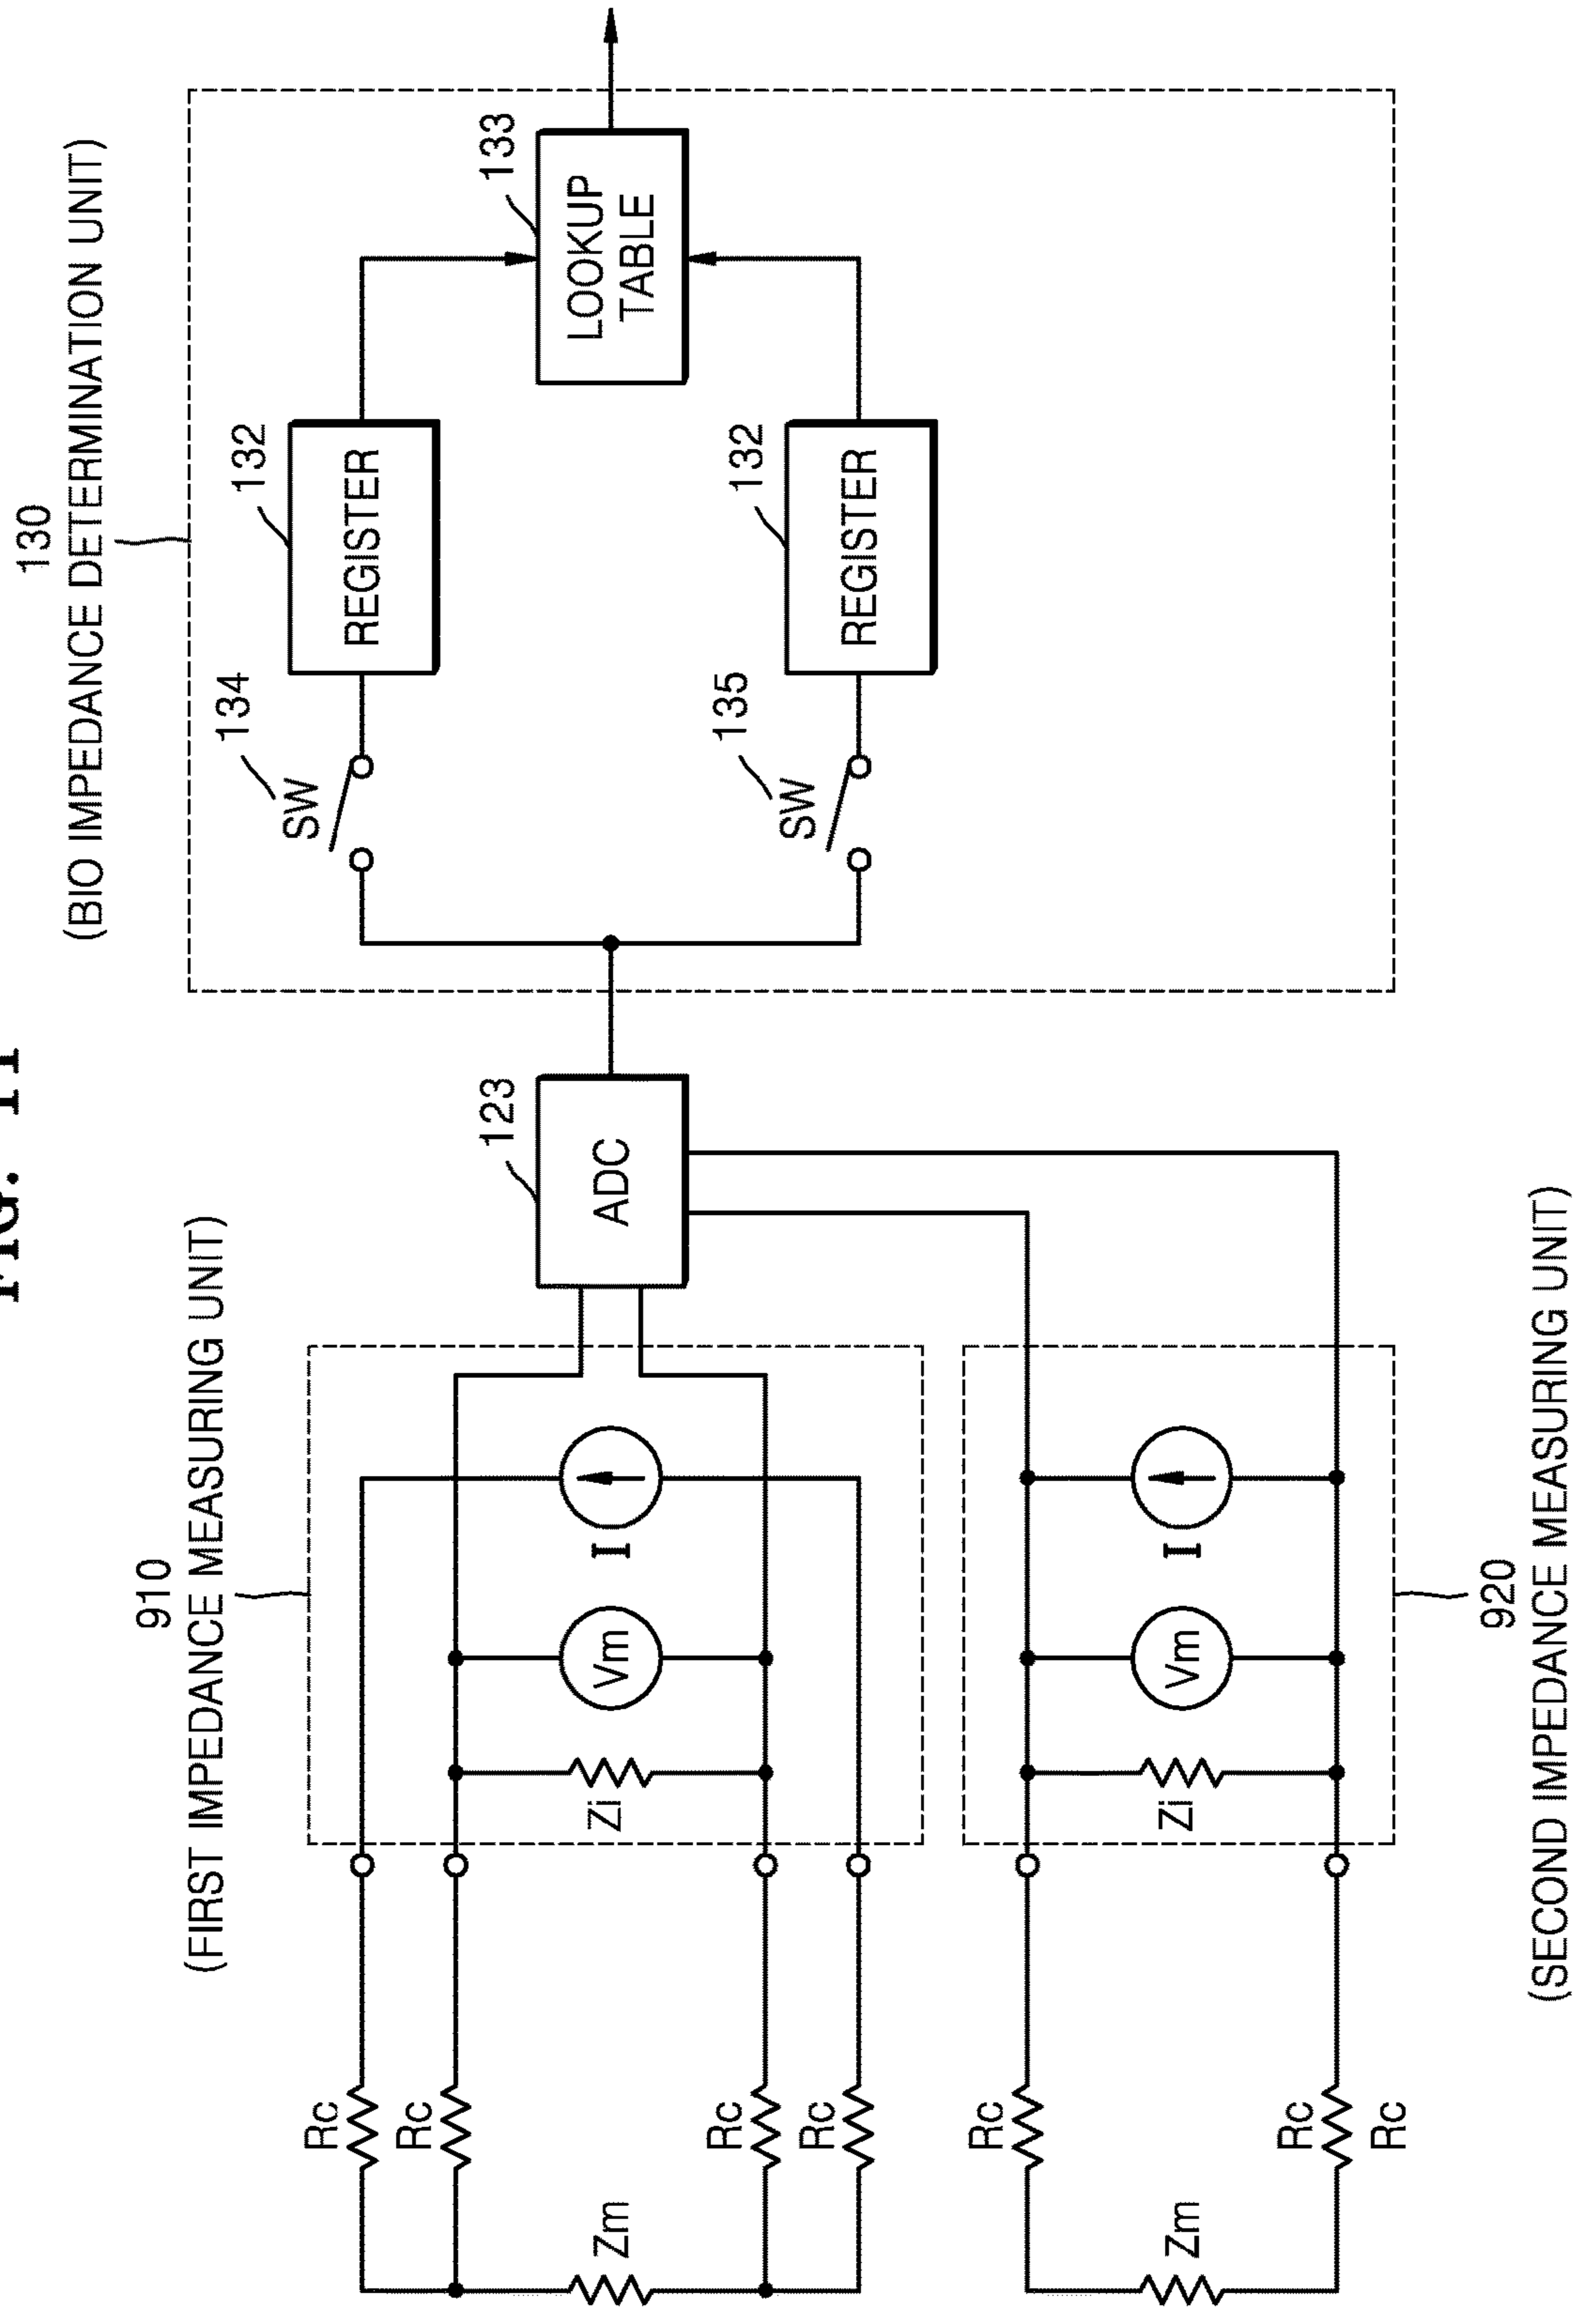 FIG. 11
130
(BIO IMPEDANCE DETERMINATION UNIT)
910
(FIRST IMPEDANCE MEASURING UNIT)
134
132
SW
REGISTER
Rc
Rc
123
133
Zm
Zi
Vm
I
ADC
LOOKUP
TABLE
Rc
Rc
135
132
SW
REGISTER
Rc
Zm
Zi
Vm
I
Rc
Rc
920
(SECOND IMPEDANCE MEASURING UNIT)